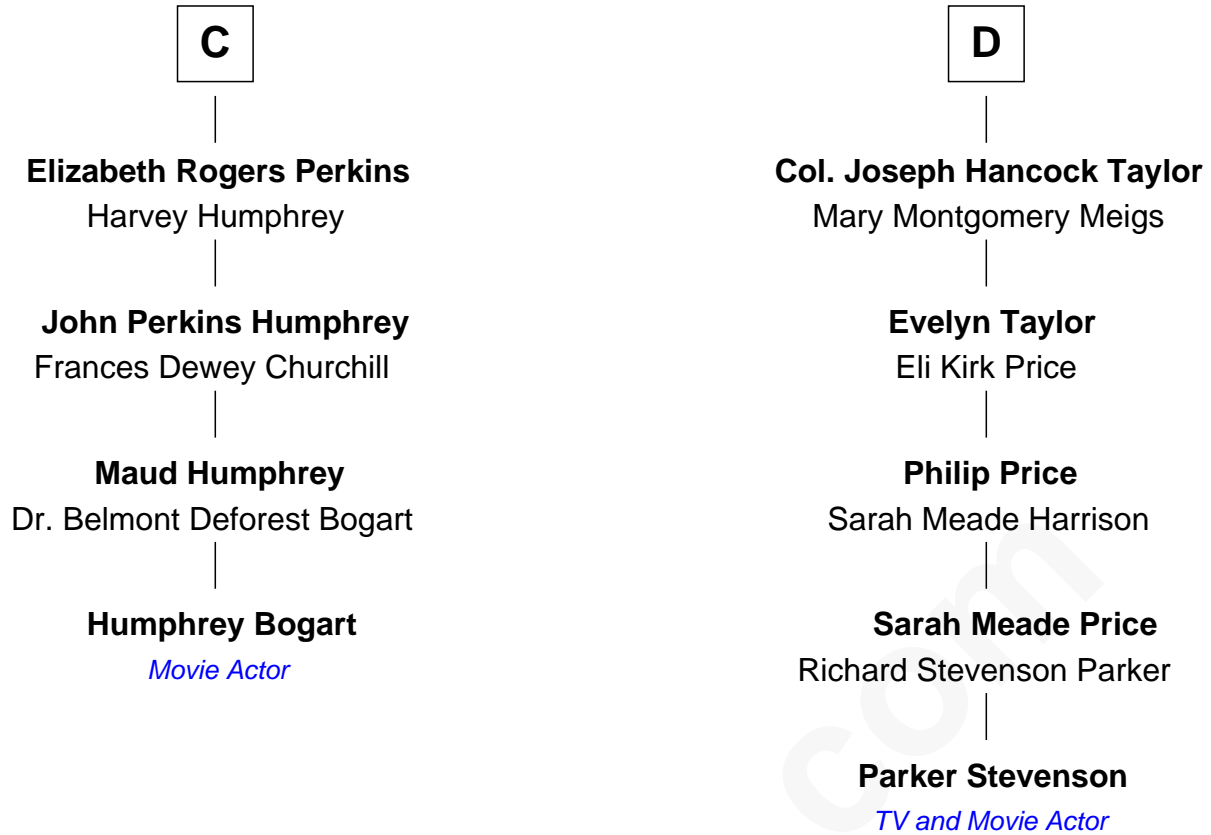 C
Elizabeth Rogers Perkins
Harvey Humphrey
John Perkins Humphrey
Frances Dewey Churchill
Maud Humphrey
Dr. Belmont Deforest Bogart
Humphrey Bogart
Movie Actor
D
Col. Joseph Hancock Taylor
Mary Montgomery Meigs
Evelyn Taylor
Eli Kirk Price
Philip Price
Sarah Meade Harrison
Sarah Meade Price
Richard Stevenson Parker
Parker Stevenson
TV and Movie Actor
com